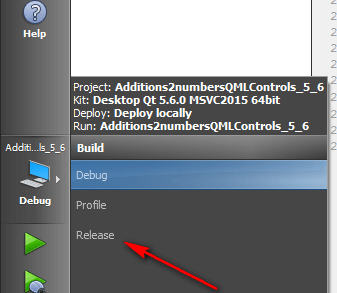 Help
Project: Additions2numbersQMLControls_5_6
Kit: Desktop Qt 5.6.0 MSVC2015 64bit
Deploy: Deploy locally
Run: Additions2numbersQMLControls_5_6
Additi...ls_5_6
Debug
Build
Debug
Profile
Release